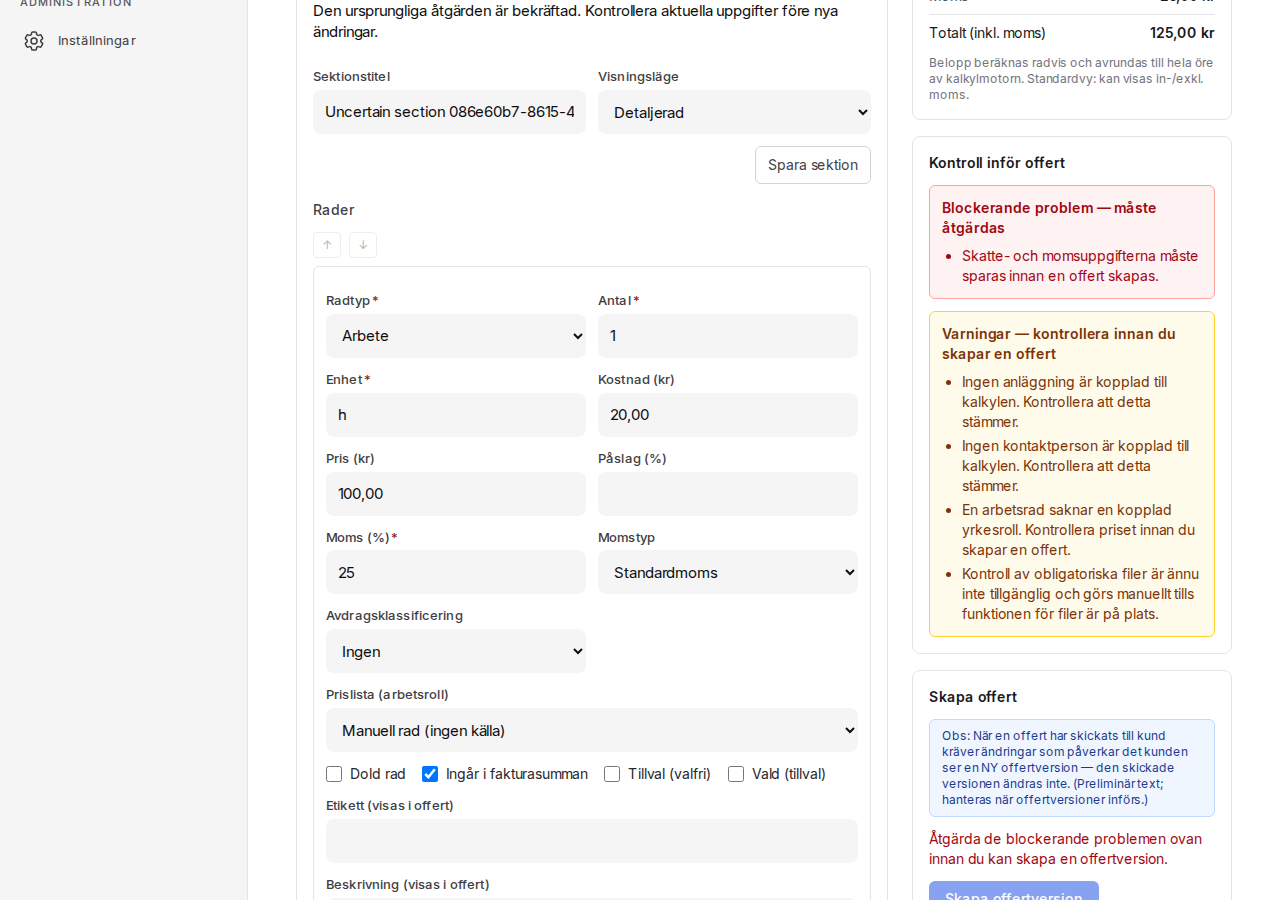 ADMINISTRATION
Inställningar
Den ursprungliga åtgärden är bekräftad. Kontrollera aktuella uppgifter före nya
ändringar.
Sektionstitel
Visningsläge
Uncertain section 086e60b7-8615-4
Detaljerad
Spara sektion
Rader
↑ ↓
Radtyp*
Antal*
Arbete
1
Enhet*
Kostnad (kr)
h
20,00
Pris (kr)
Påslag (%)
100,00
Moms (%)*
Momstyp
25
Standardmoms
Avdragsklassificering
Ingen
Prislista (arbetsroll)
Manuell rad (ingen källa)
Dold rad
Ingår i fakturasumman
Tillval (valfri)
Vald (tillval)
Etikett (visas i offert)
Beskrivning (visas i offert)
Totalt (inkl. moms) 125,00 kr
Belopp beräknas radvis och avrundas till hela öre
av kalkylmotorn. Standardvy: kan visas in-/exkl.
moms.
Kontroll inför offert
Blockerande problem — måste
åtgärdas
• Skatte- och momsuppgifterna måste
sparas innan en offert skapas.
Varningar — kontrollera innan du
skapar en offert
• Ingen anläggning är kopplad till
kalkylen. Kontrollera att detta
stämmer.
• Ingen kontaktperson är kopplad till
kalkylen. Kontrollera att detta
stämmer.
• En arbetsrad saknar en kopplad
yrkesroll. Kontrollera priset innan du
skapar en offert.
• Kontroll av obligatoriska filer är ännu
inte tillgänglig och görs manuellt tills
funktionen för filer är på plats.
Skapa offert
Obs: När en offert har skickats till kund
kräver ändringar som påverkar det kunden
ser en NY offertversion — den skickade
versionen ändras inte. (Preliminär text;
hanteras när offertversioner införs.)
Åtgärda de blockerande problemen ovan
innan du kan skapa en offertversion.
Skapa offertversion